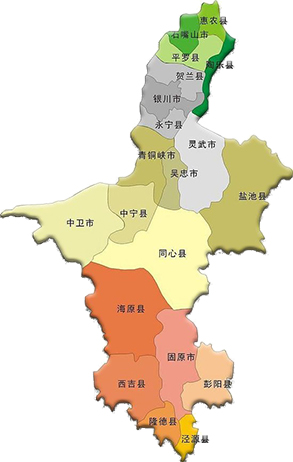 惠农县
石嘴山市
平罗县
陶乐县
贺兰县
银川市
永宁县
灵武市
青铜峡市
吴忠市
盐池县
中宁县
中卫市
同心县
海原县
固原市
西吉县
彭阳县
隆德县
泾源县